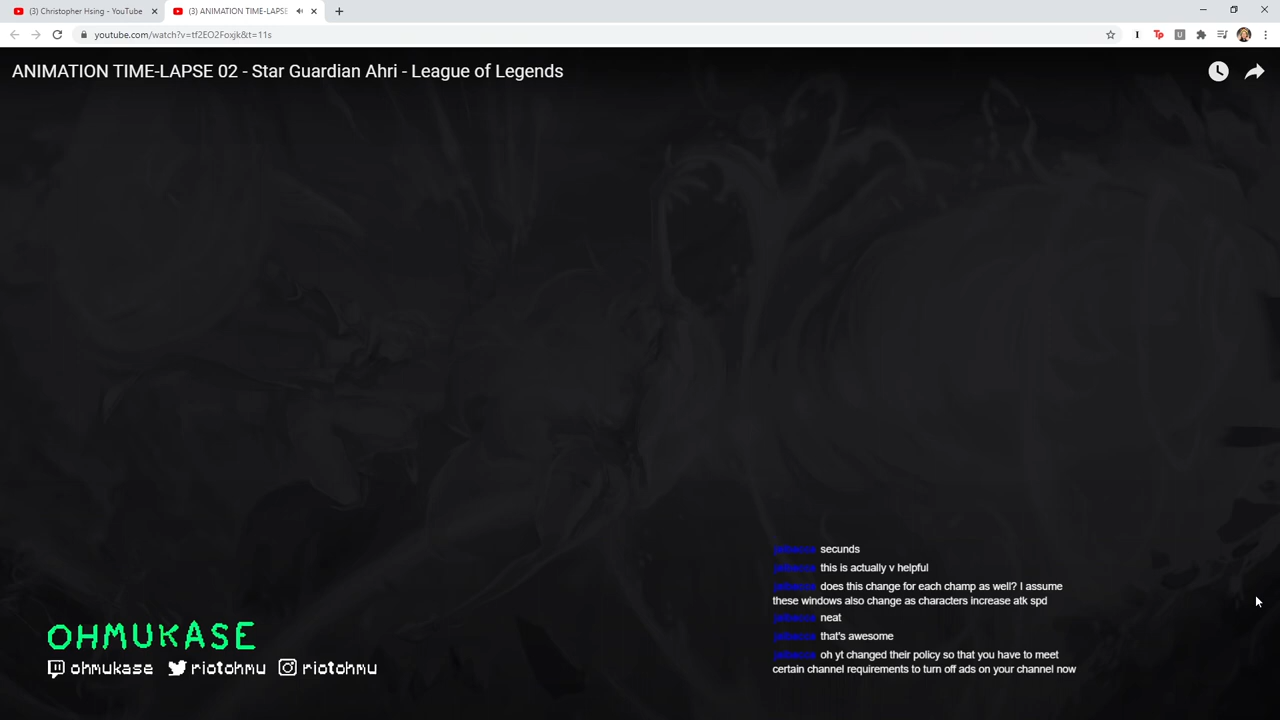 (3) Christopher Hsing - YouTube
(3) ANIMATION TIME-LAPSE
youtube.com/watch?v=tf2EO2Foxjk&t=11s
ANIMATION TIME-LAPSE 02 - Star Guardian Ahri - League of Legends
secunds
this is actually v helpful
does this change for each champ as well? I assume
these windows also change as characters increase atk spd
neat
that's awesome
oh yt changed their policy so that you have to meet
certain channel requirements to turn off ads on your channel now
OHMUKASE
ohmukase riotohmu riotohmu